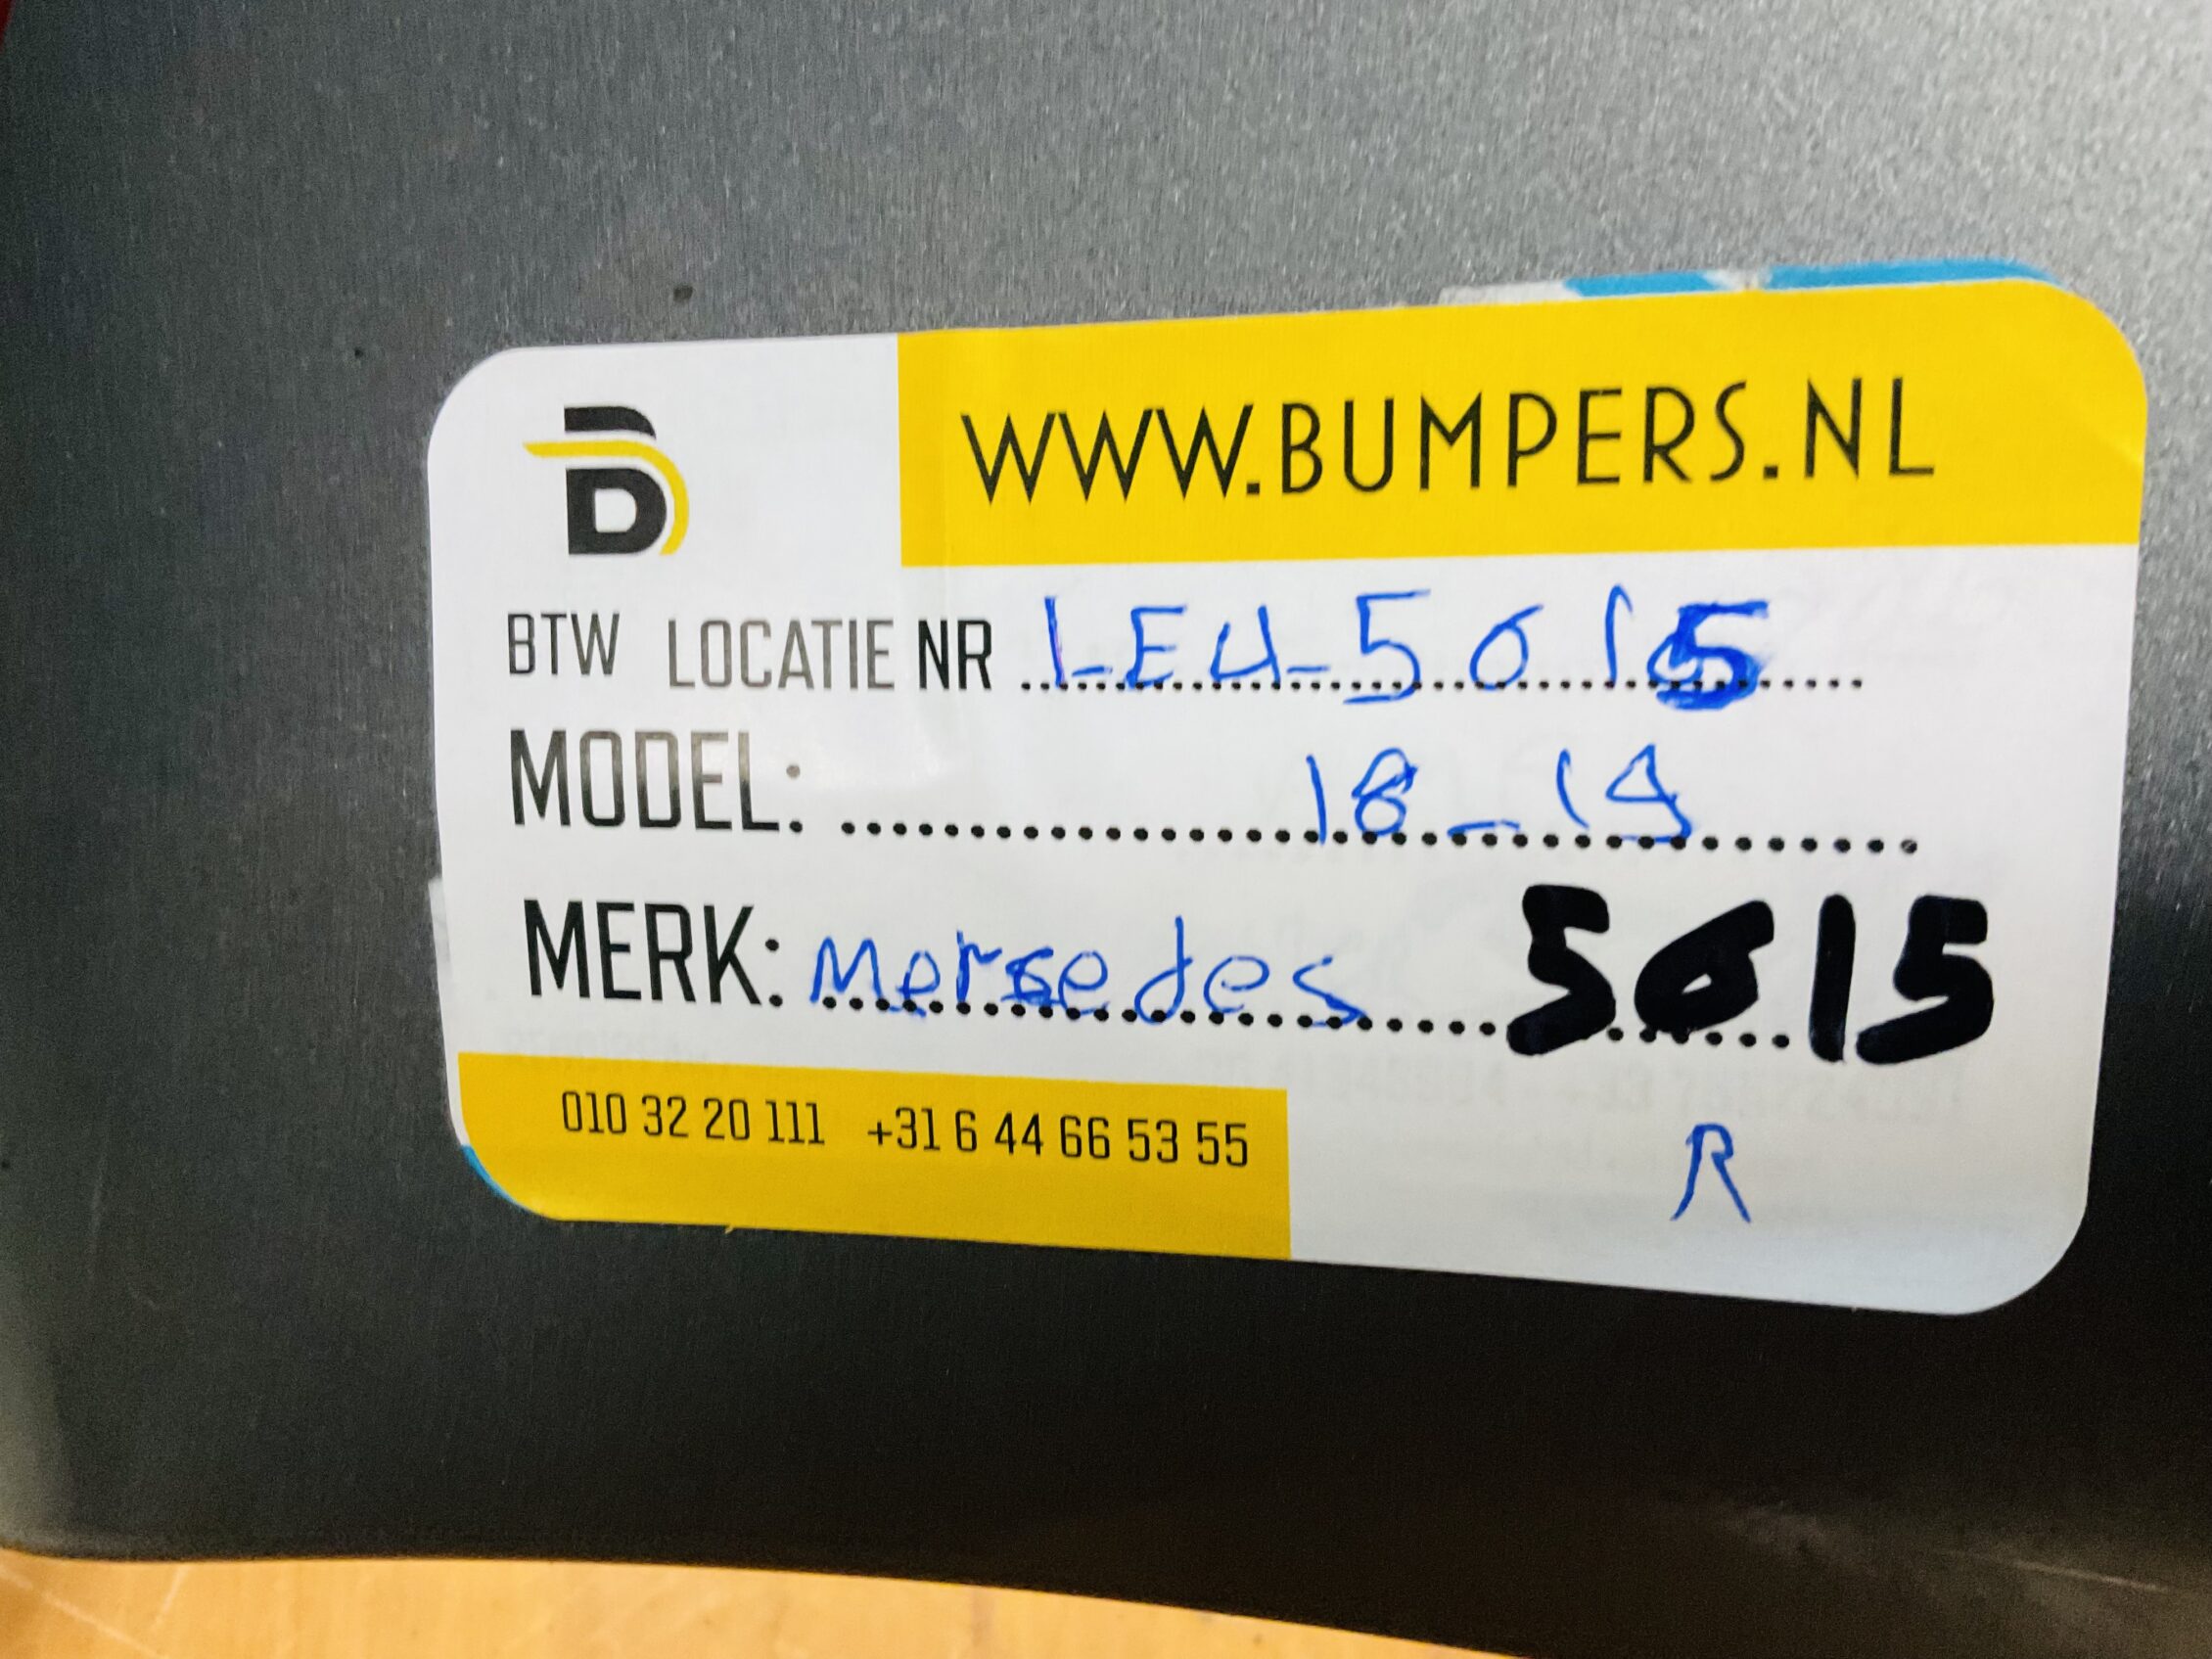 WWW.BUMPERS.NL
BTW LOCATIE NR LEU-5015
MODEL: 18-19
MERK: Mersedes 5015
010 32 20 111 +31 6 44 66 53 55
R